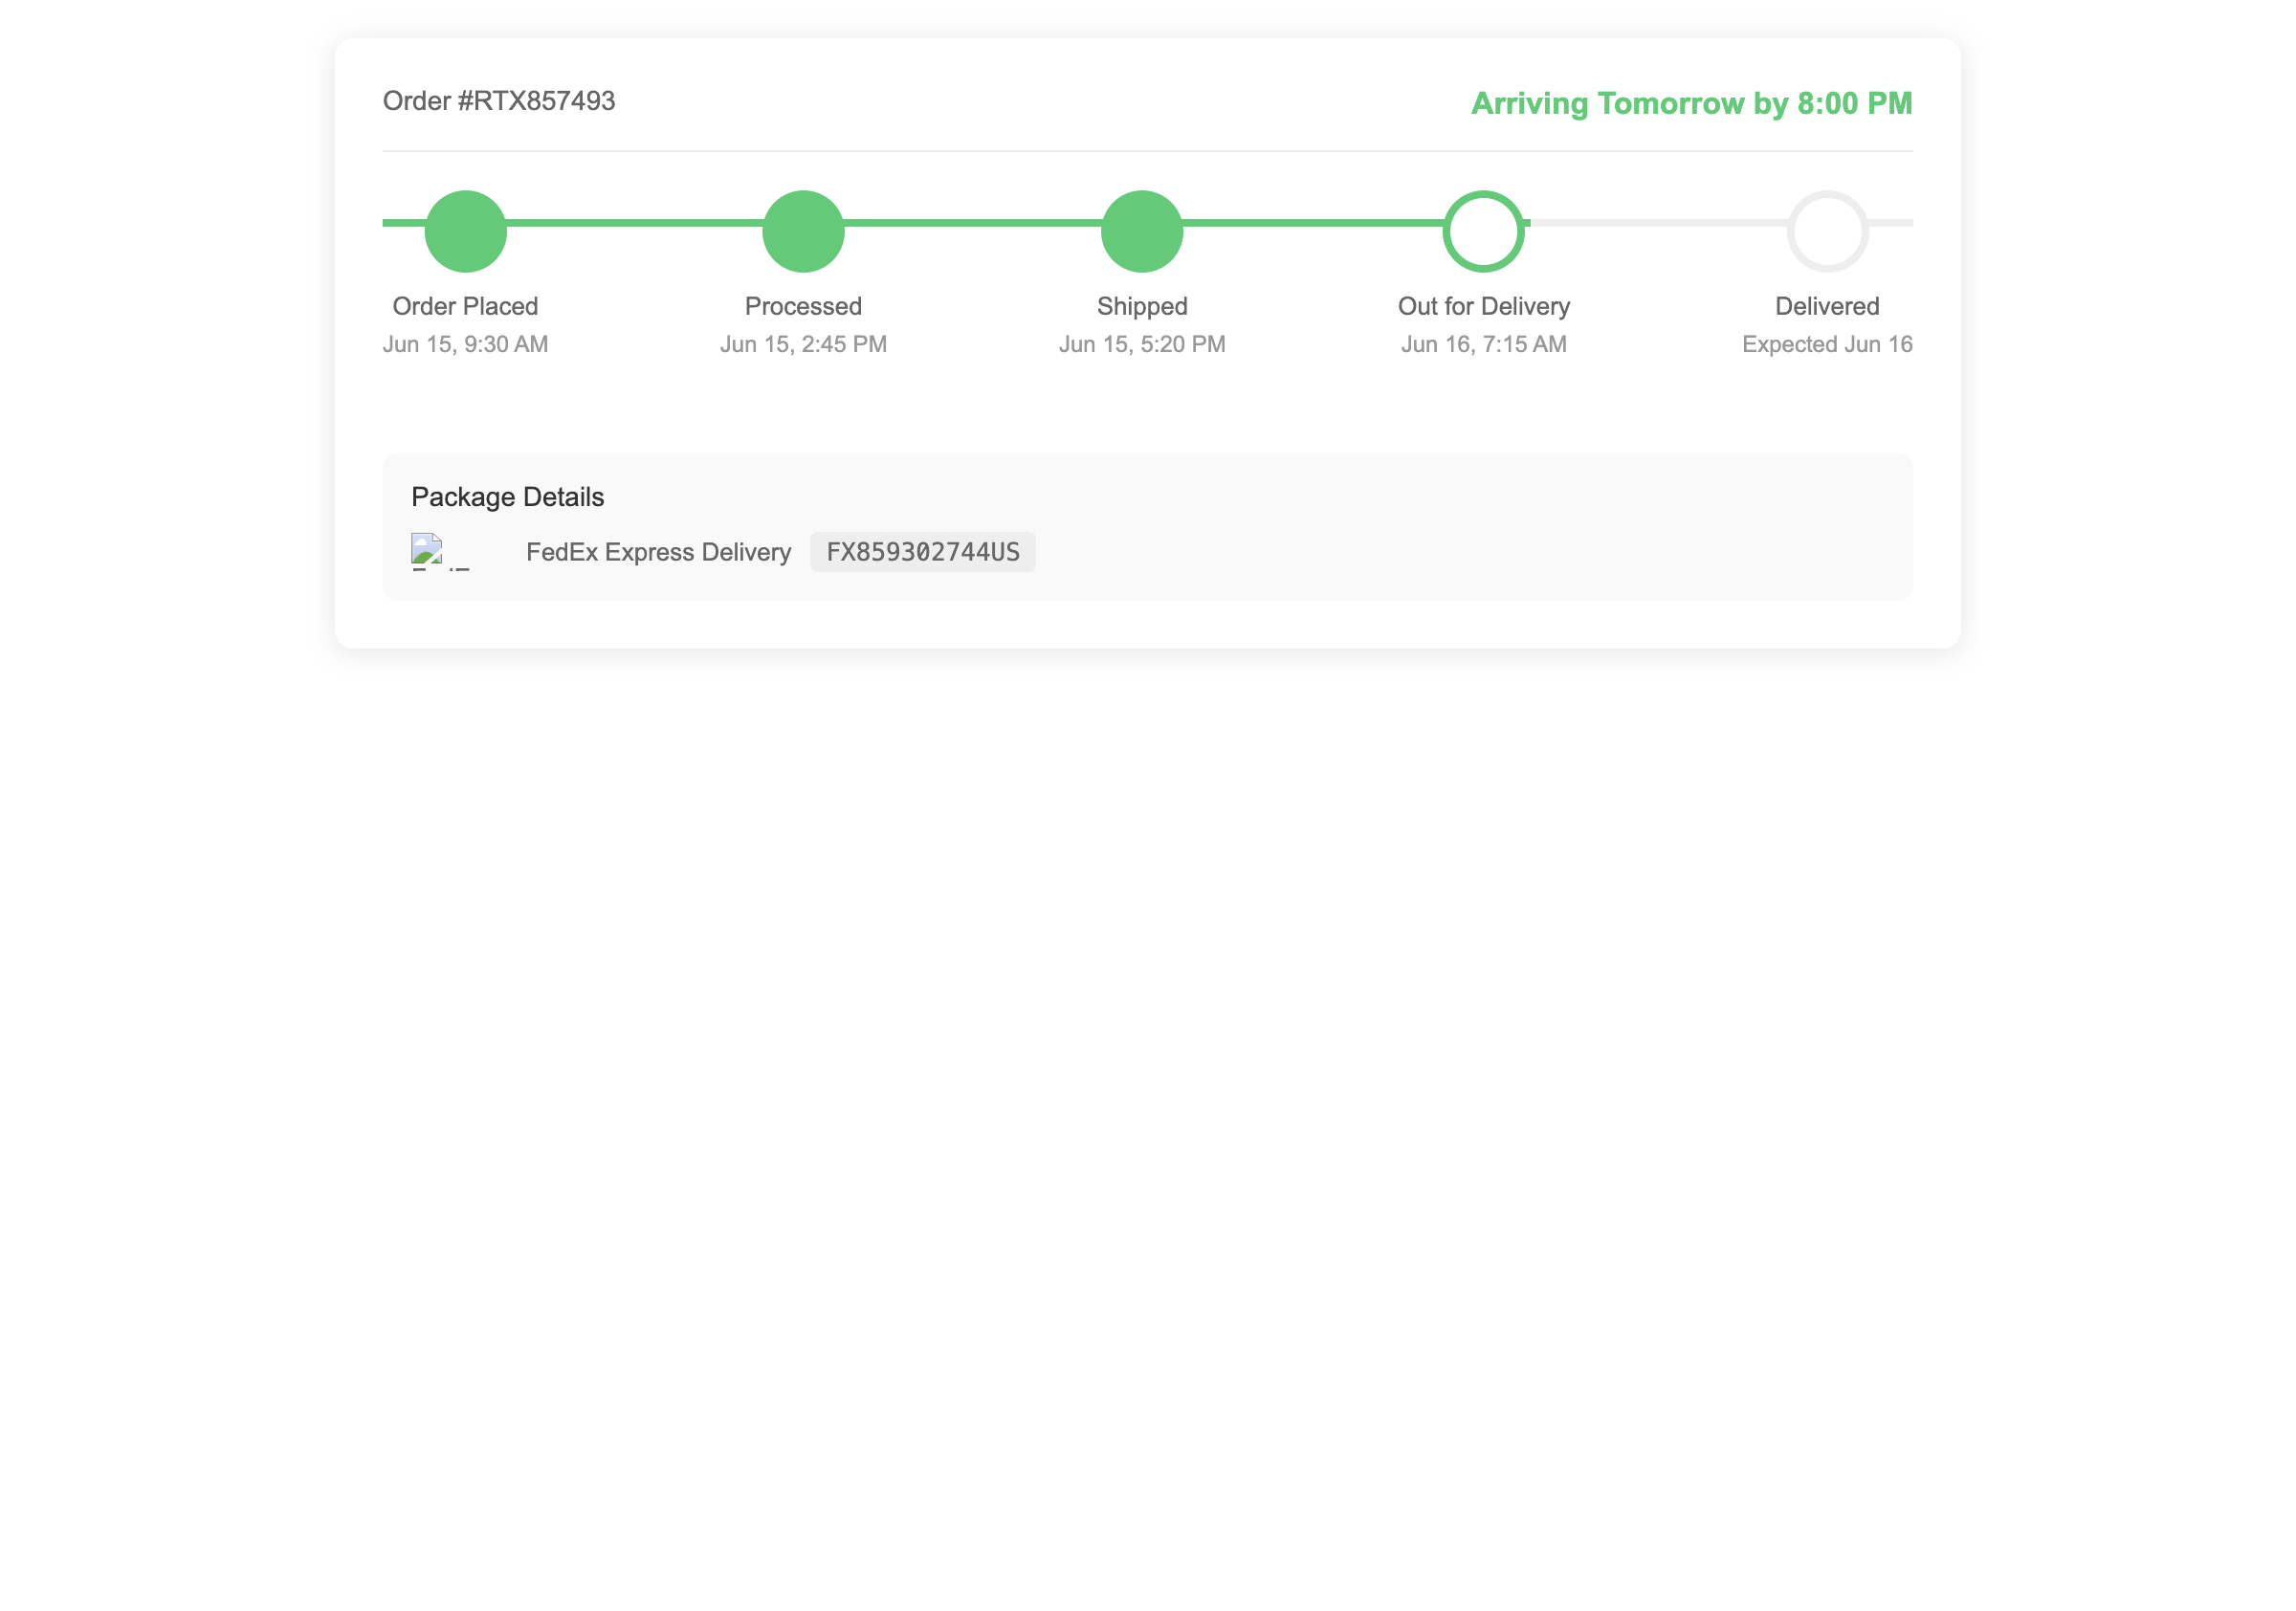 Order #RTX857493
Arriving Tomorrow by 8:00 PM
Order Placed
Jun 15, 9:30 AM
Processed
Jun 15, 2:45 PM
Shipped
Jun 15, 5:20 PM
Out for Delivery
Jun 16, 7:15 AM
Delivered
Expected Jun 16
Package Details
FedEx Express Delivery
FX859302744US